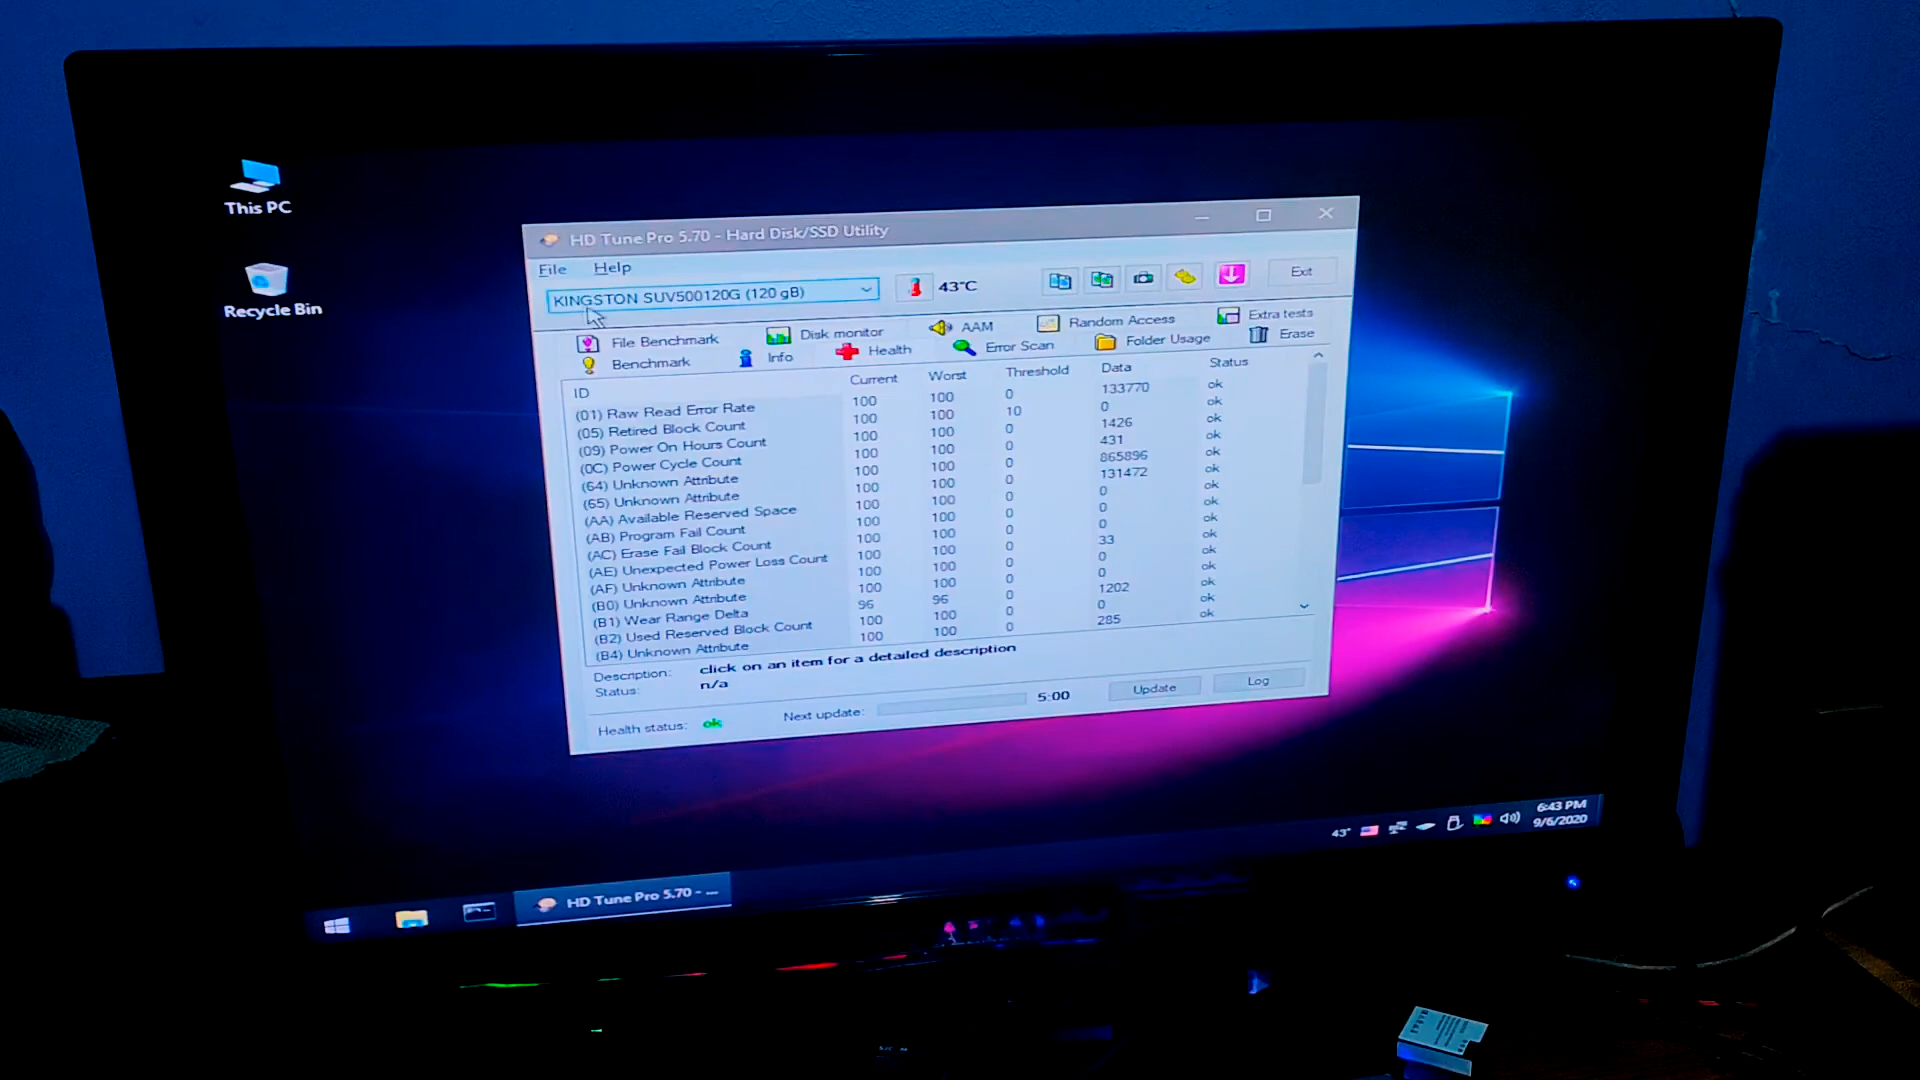 This PC
Recycle Bin
HD Tune Pro 5.70 - Hard Disk/SSD Utility
File Help
KINGSTON SUV500120G (120 gB) 43°C Exit
File Benchmark Disk monitor AAM Random Access Extra tests
Benchmark Info Health Error Scan Folder Usage Erase
ID Current Worst Threshold Data Status
(01) Raw Read Error Rate 100 100 0 133770 ok
(05) Retired Block Count 100 100 10 0 ok
(09) Power On Hours Count 100 100 0 1426 ok
(0C) Power Cycle Count 100 100 0 431 ok
(64) Unknown Attribute 100 100 0 865896 ok
(65) Unknown Attribute 100 100 0 131472 ok
(AA) Available Reserved Space 100 100 0 0 ok
(AB) Program Fail Count 100 100 0 0 ok
(AC) Erase Fail Block Count 100 100 0 0 ok
(AE) Unexpected Power Loss Count 100 100 0 33 ok
(AF) Unknown Attribute 100 100 0 0 ok
(B0) Unknown Attribute 100 100 0 0 ok
(B1) Wear Range Delta 96 96 0 1202 ok
(B2) Used Reserved Block Count 100 100 0 0 ok
(B4) Unknown Attribute 100 100 0 285 ok
Description: click on an item for a detailed description
Status: n/a
Health status: ok Next update: 5:00 Update Log
HD Tune Pro 5.70 - ...
43° 6:43 PM
9/6/2020